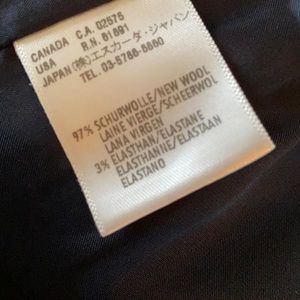 CANADA C.A. 02575
USA R.N. 61891
JAPAN (株)エスカーダ・ジャパン
TEL. 03-5786-5660
97% SCHURWOLLE/NEW WOOL
LAINE VIERGE/SCHEERWOL
LANA VIRGEN
3% ELASTHAN/ELASTANE
ELASTHANNE/ELASTAAN
ELASTANO